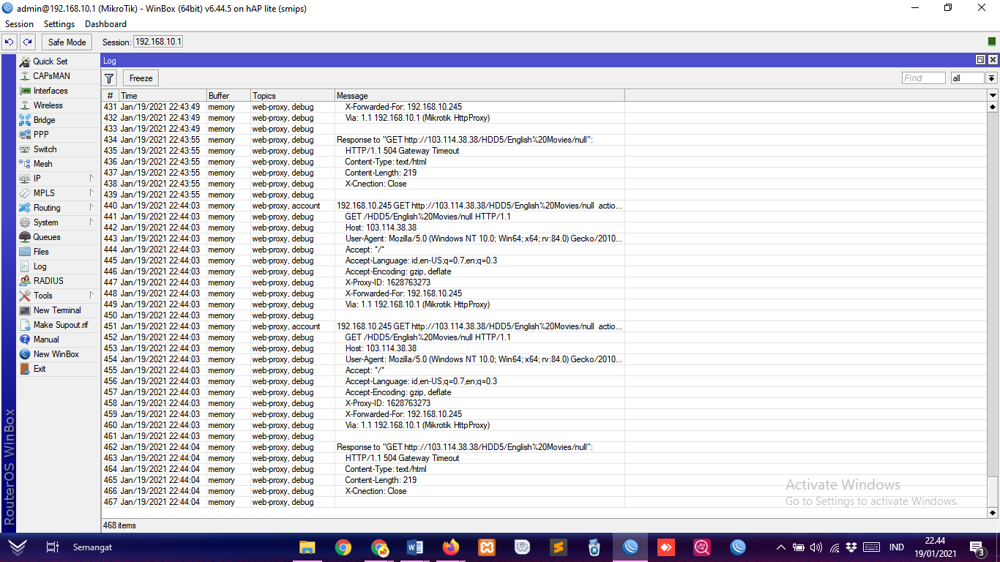 admin@192.168.10.1 (MikroTik) - WinBox (64bit) v6.44.5 on hAP lite (smips)
Session Settings Dashboard
Safe Mode Session: 192.168.10.1
Quick Set
CAPsMAN
Interfaces
Wireless
Bridge
PPP
Switch
Mesh
IP
MPLS
Routing
System
Queues
Files
Log
RADIUS
Tools
New Terminal
Make Supout.rif
Manual
New WinBox
Exit
RouterOS WinBox
Log
Freeze Find all
# Time Buffer Topics Message
431 Jan/19/2021 22:43:49 memory web-proxy, debug X-Forwarded-For: 192.168.10.245
432 Jan/19/2021 22:43:49 memory web-proxy, debug Via: 1.1 192.168.10.1 (Mikrotik HttpProxy)
433 Jan/19/2021 22:43:49 memory web-proxy, debug
434 Jan/19/2021 22:43:55 memory web-proxy, debug Response to "GET http://103.114.38.38/HDD5/English%20Movies/null":
435 Jan/19/2021 22:43:55 memory web-proxy, debug HTTP/1.1 504 Gateway Timeout
436 Jan/19/2021 22:43:55 memory web-proxy, debug Content-Type: text/html
437 Jan/19/2021 22:43:55 memory web-proxy, debug Content-Length: 219
438 Jan/19/2021 22:43:55 memory web-proxy, debug X-Cnection: Close
439 Jan/19/2021 22:43:55 memory web-proxy, debug
440 Jan/19/2021 22:44:03 memory web-proxy, account 192.168.10.245 GET http://103.114.38.38/HDD5/English%20Movies/null actio...
441 Jan/19/2021 22:44:03 memory web-proxy, debug GET /HDD5/English%20Movies/null HTTP/1.1
442 Jan/19/2021 22:44:03 memory web-proxy, debug Host: 103.114.38.38
443 Jan/19/2021 22:44:03 memory web-proxy, debug User-Agent: Mozilla/5.0 (Windows NT 10.0; Win64; x64; rv:84.0) Gecko/2010...
444 Jan/19/2021 22:44:03 memory web-proxy, debug Accept: */*
445 Jan/19/2021 22:44:03 memory web-proxy, debug Accept-Language: id,en-US;q=0.7,en;q=0.3
446 Jan/19/2021 22:44:03 memory web-proxy, debug Accept-Encoding: gzip, deflate
447 Jan/19/2021 22:44:03 memory web-proxy, debug X-Proxy-ID: 1628763273
448 Jan/19/2021 22:44:03 memory web-proxy, debug X-Forwarded-For: 192.168.10.245
449 Jan/19/2021 22:44:03 memory web-proxy, debug Via: 1.1 192.168.10.1 (Mikrotik HttpProxy)
450 Jan/19/2021 22:44:03 memory web-proxy, debug
451 Jan/19/2021 22:44:03 memory web-proxy, account 192.168.10.245 GET http://103.114.38.38/HDD5/English%20Movies/null actio...
452 Jan/19/2021 22:44:03 memory web-proxy, debug GET /HDD5/English%20Movies/null HTTP/1.1
453 Jan/19/2021 22:44:03 memory web-proxy, debug Host: 103.114.38.38
454 Jan/19/2021 22:44:03 memory web-proxy, debug User-Agent: Mozilla/5.0 (Windows NT 10.0; Win64; x64; rv:84.0) Gecko/2010...
455 Jan/19/2021 22:44:03 memory web-proxy, debug Accept: */*
456 Jan/19/2021 22:44:03 memory web-proxy, debug Accept-Language: id,en-US;q=0.7,en;q=0.3
457 Jan/19/2021 22:44:03 memory web-proxy, debug Accept-Encoding: gzip, deflate
458 Jan/19/2021 22:44:03 memory web-proxy, debug X-Proxy-ID: 1628763273
459 Jan/19/2021 22:44:03 memory web-proxy, debug X-Forwarded-For: 192.168.10.245
460 Jan/19/2021 22:44:03 memory web-proxy, debug Via: 1.1 192.168.10.1 (Mikrotik HttpProxy)
461 Jan/19/2021 22:44:03 memory web-proxy, debug
462 Jan/19/2021 22:44:04 memory web-proxy, debug Response to "GET http://103.114.38.38/HDD5/English%20Movies/null":
463 Jan/19/2021 22:44:04 memory web-proxy, debug HTTP/1.1 504 Gateway Timeout
464 Jan/19/2021 22:44:04 memory web-proxy, debug Content-Type: text/html
465 Jan/19/2021 22:44:04 memory web-proxy, debug Content-Length: 219
466 Jan/19/2021 22:44:04 memory web-proxy, debug X-Cnection: Close
467 Jan/19/2021 22:44:04 memory web-proxy, debug
468 items
Activate Windows
Go to Settings to activate Windows.
Semangat
IND
22.44
19/01/2021
3